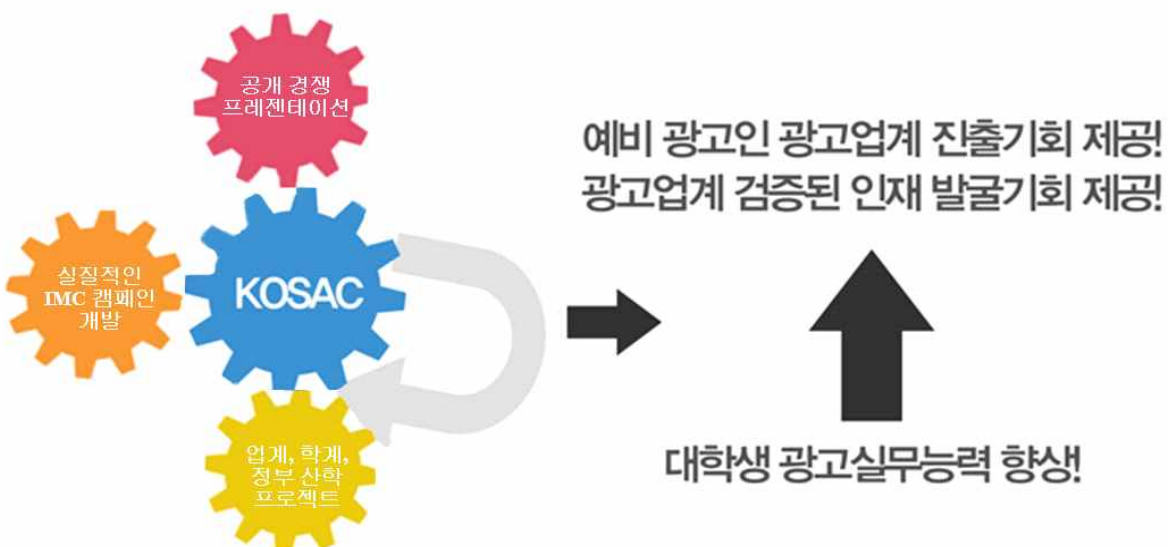 공개 경쟁
프레젠테이션
실질적인
IMC 캠페인
개발
KOSAC
업계, 학계,
정부 산학
프로젝트
예비 광고인 광고업계 진출기회 제공!
광고업계 검증된 인재 발굴기회 제공!
대학생 광고실무능력 향상!